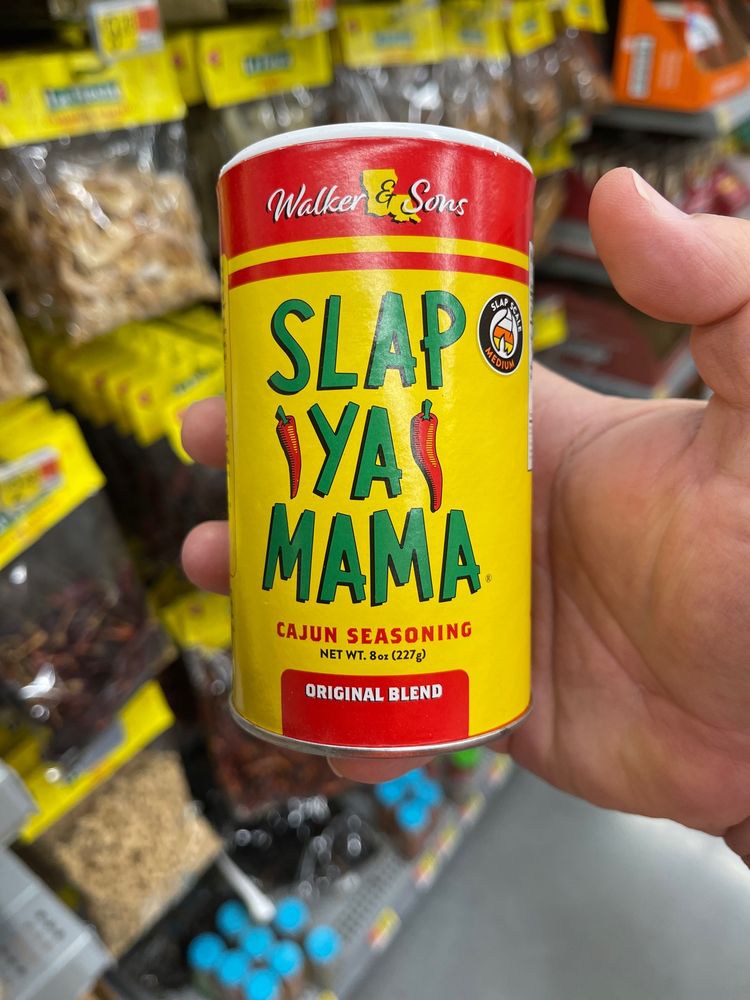 Walker & Sons
SLAP
SLAP SCALE
MEDIUM
YA
MAMA®
CAJUN SEASONING
NET WT. 8oz (227g)
ORIGINAL BLEND